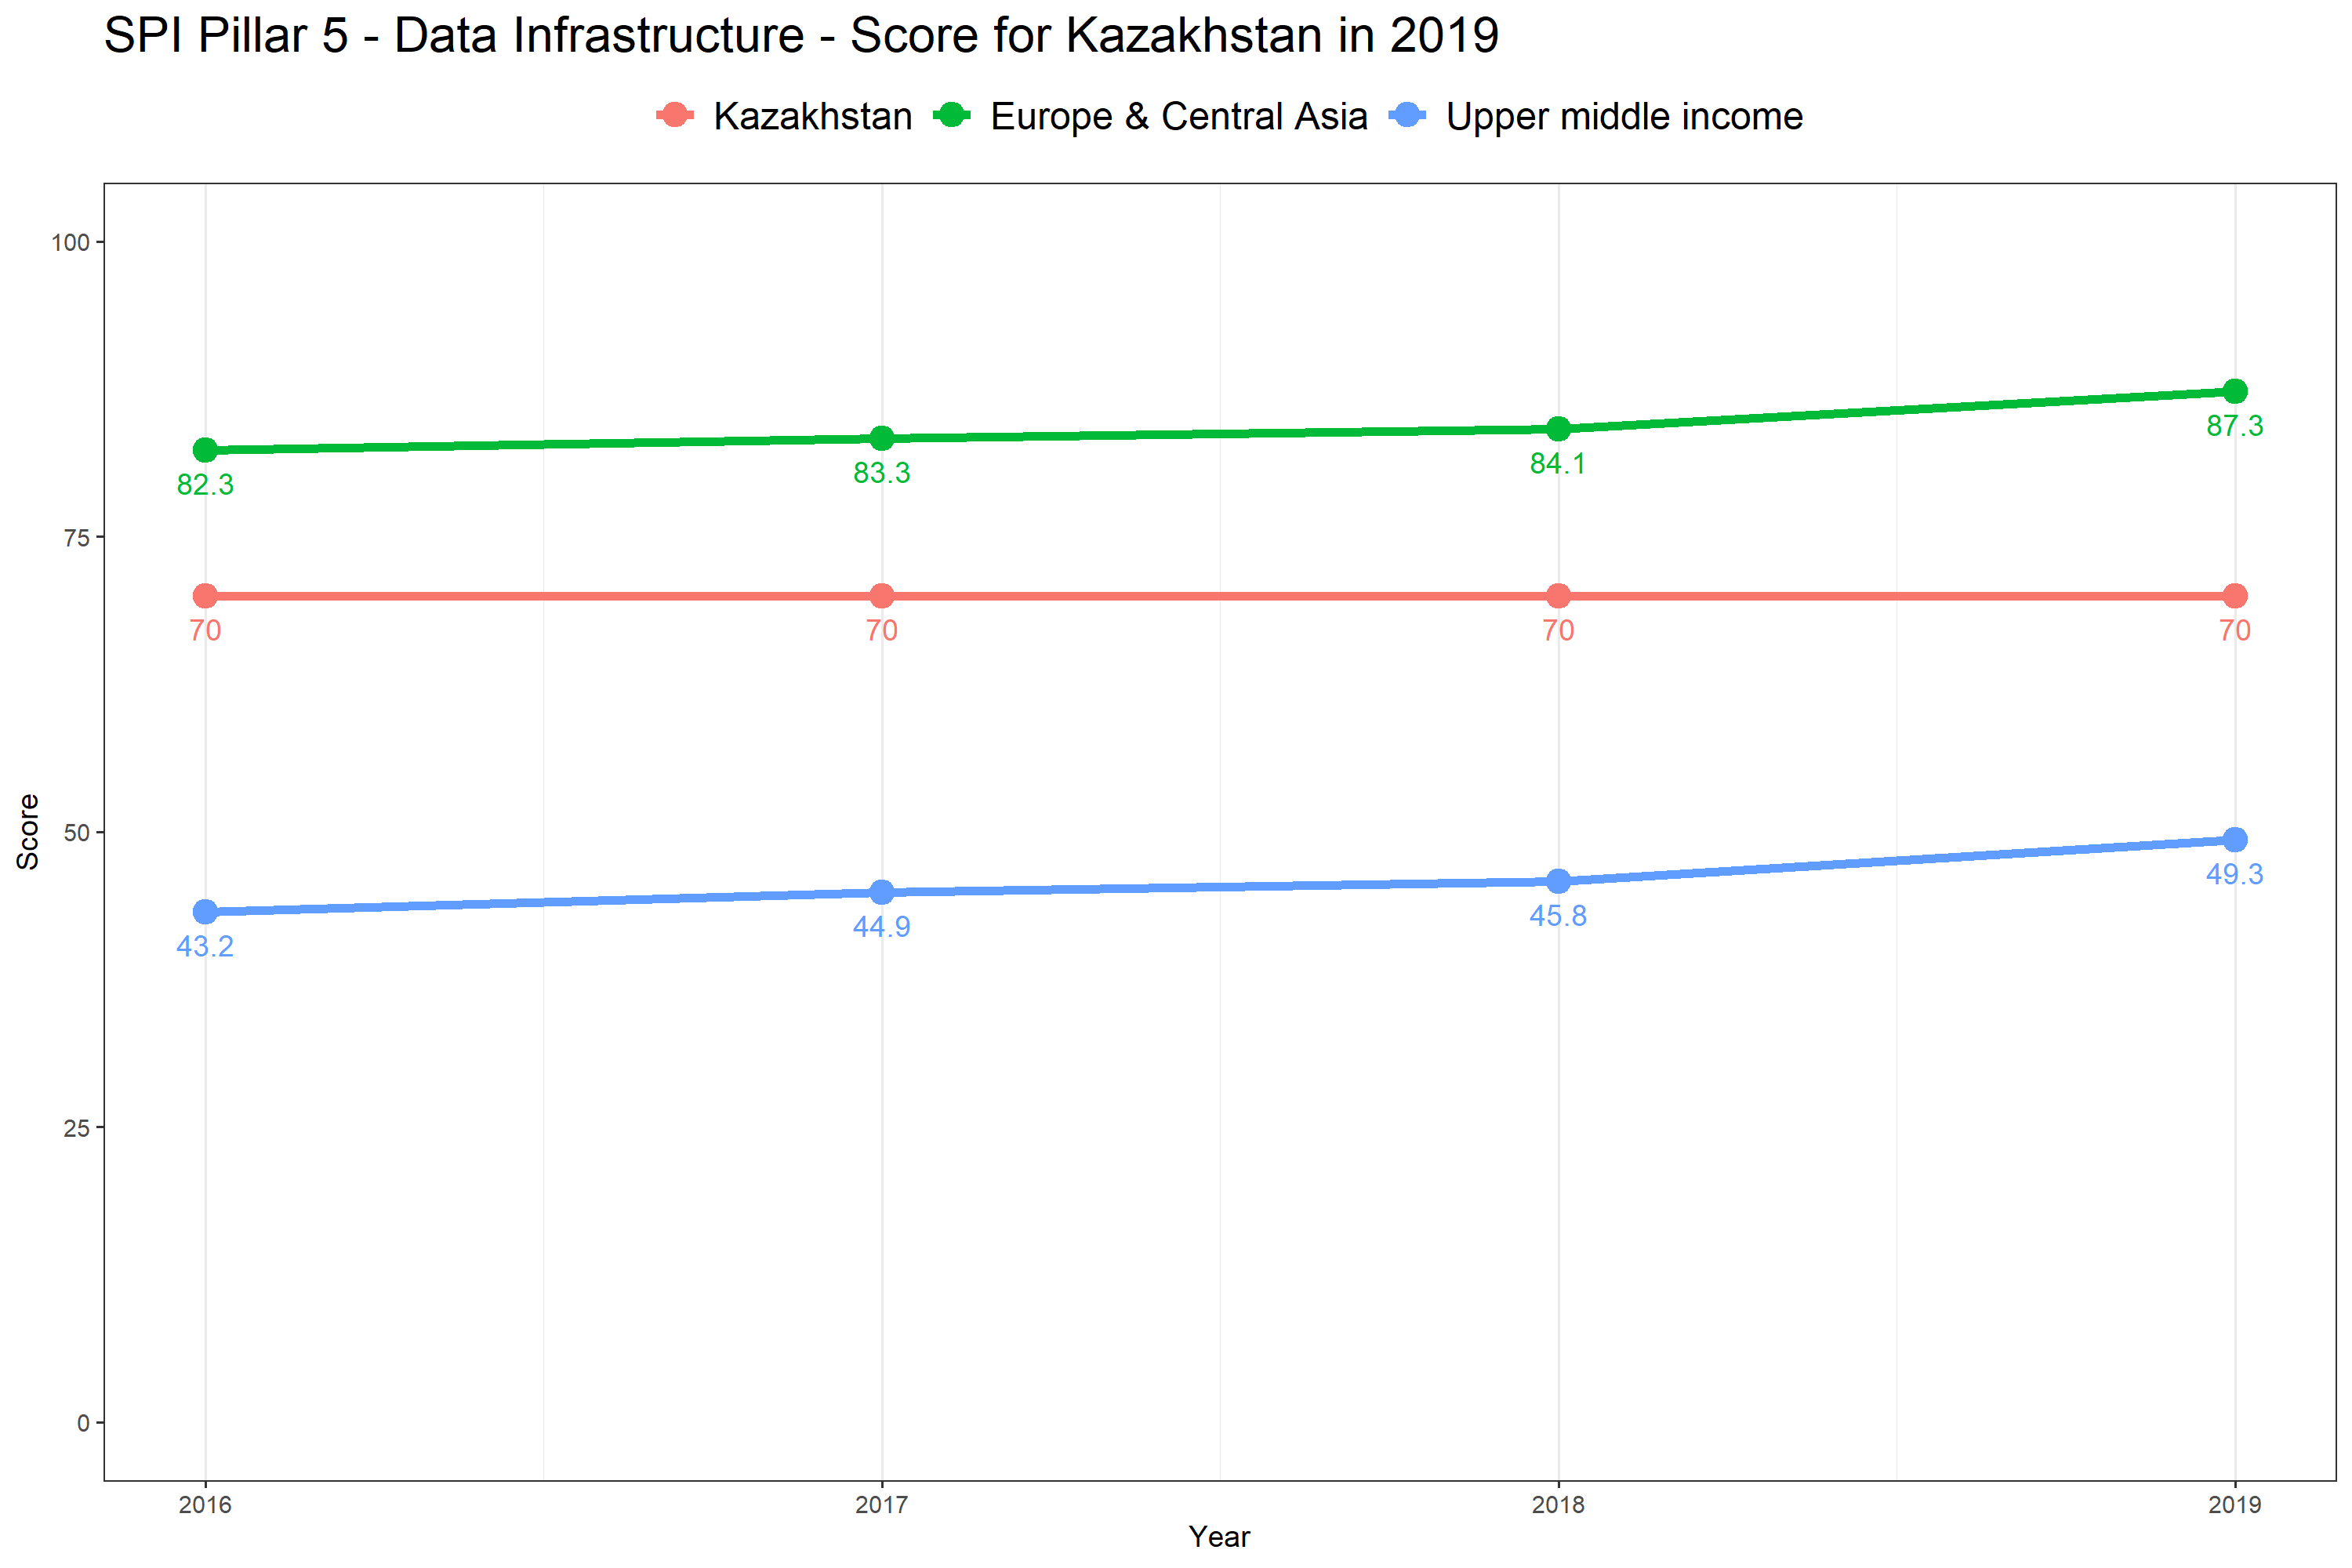 SPI Pillar 5 - Data Infrastructure - Score for Kazakhstan in 2019
Kazakhstan Europe & Central Asia Upper middle income
100
75
50
25
0
Score
82.3 83.3 84.1 87.3
70 70 70 70
43.2 44.9 45.8 49.3
2016 2017 2018 2019
Year